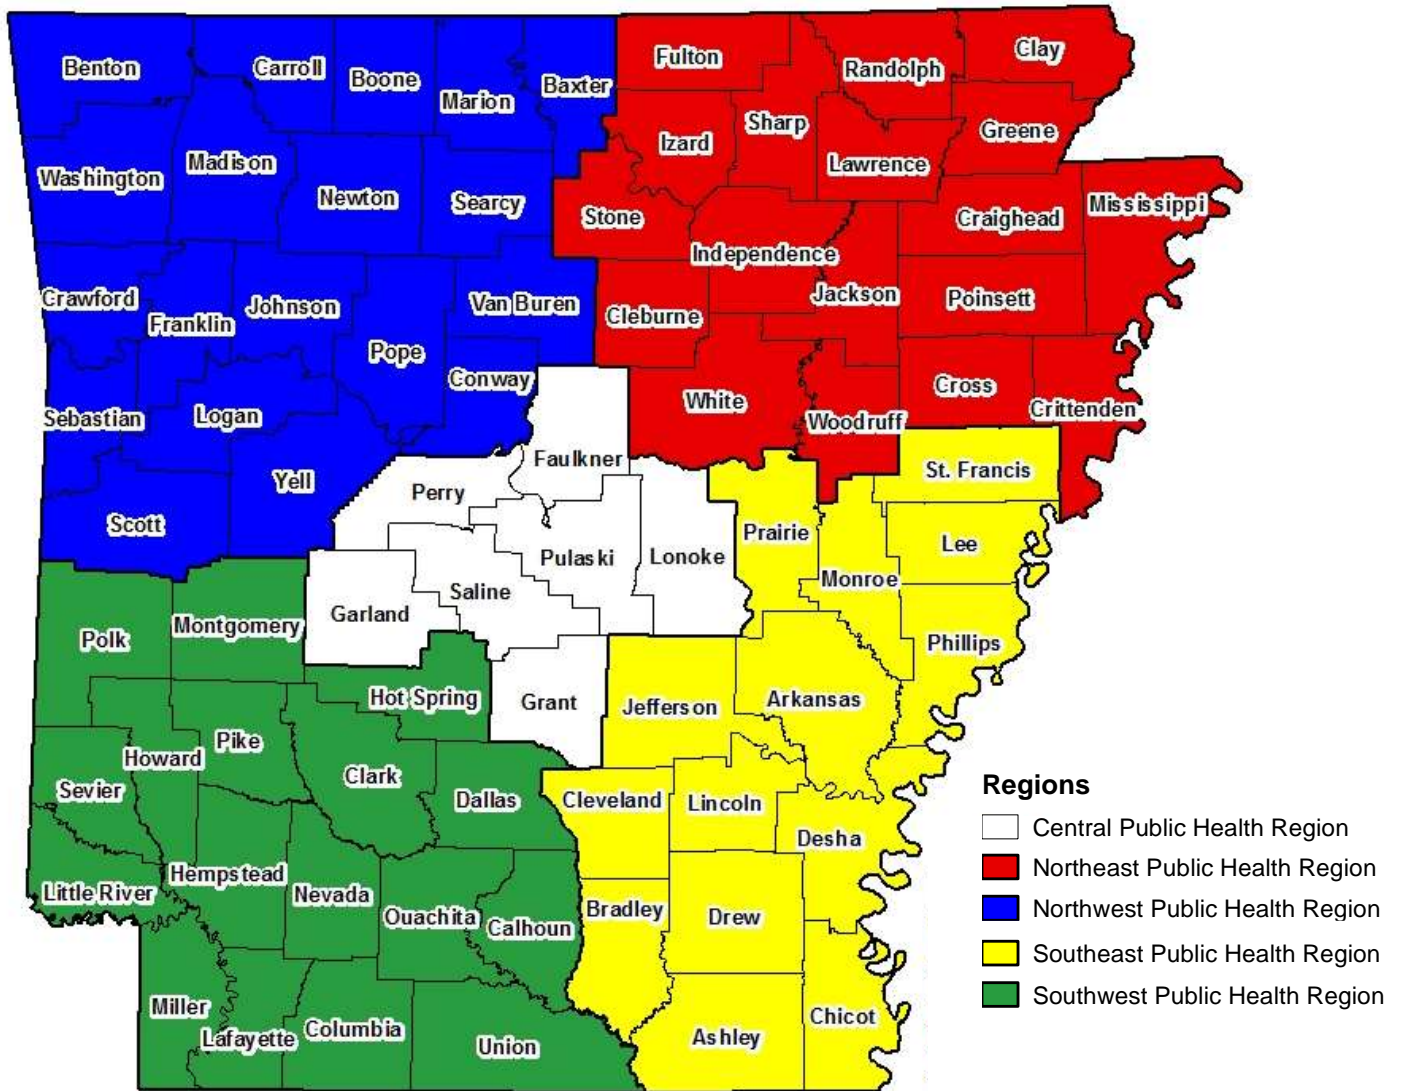 Clay
Fulton
Carroll
Benton
Randolph
Boone
Baxter
Marion
Sharp
Greene
Izard
Madison
Lawrence
Washington
Newton
Searcy
Mississippi
Stone
Craighead
Independence
Crawford
Johnson
Van Buren
Jackson
Poinsett
Franklin
Cleburne
Pope
Conway
Cross
White
Crittenden
Logan
Sebastian
Woodruff
Faulkner
St. Francis
Yell
Perry
Scott
Prairie
Lee
Pulaski
Lonoke
Monroe
Saline
Garland
Montgomery
Polk
Phillips
Hot Spring
Grant
Arkansas
Jefferson
Pike
Howard
Clark
Regions
Sevier
Dallas
Cleveland
Lincoln
Central Public Health Region
Desha
Northeast Public Health Region
Hempstead
Little River
Nevada
Northwest Public Health Region
Bradley
Ouachita
Drew
Calhoun
Southeast Public Health Region
Southwest Public Health Region
Miller
Chicot
Columbia
Lafayette
Ashley
Union